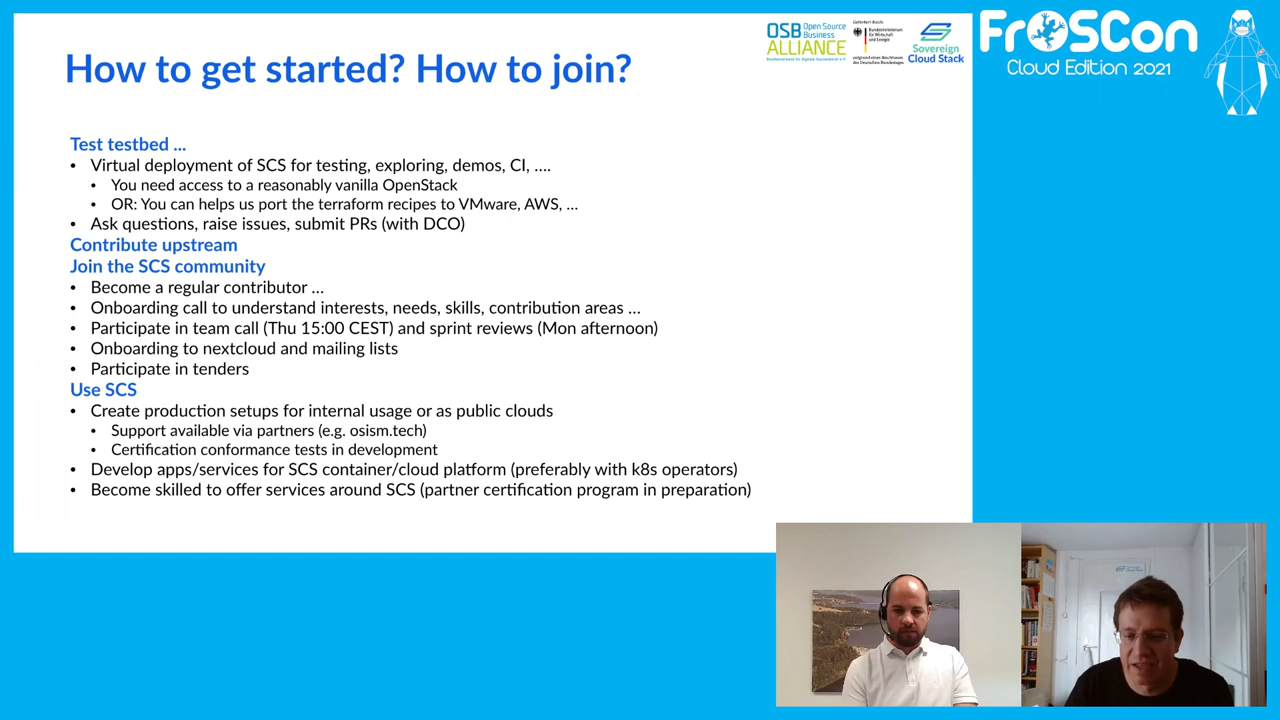 How to get started? How to join?
OSB Open Source
Business
ALLIANCE
Sovereign
Cloud Stack
FrOSCon
Cloud Edition 2021
Test testbed ...
• Virtual deployment of SCS for testing, exploring, demos, CI, ....
• You need access to a reasonably vanilla OpenStack
• OR: You can helps us port the terraform recipes to VMware, AWS, ...
• Ask questions, raise issues, submit PRs (with DCO)
Contribute upstream
Join the SCS community
• Become a regular contributor ...
• Onboarding call to understand interests, needs, skills, contribution areas ...
• Participate in team call (Thu 15:00 CEST) and sprint reviews (Mon afternoon)
• Onboarding to nextcloud and mailing lists
• Participate in tenders
Use SCS
• Create production setups for internal usage or as public clouds
• Support available via partners (e.g. osism.tech)
• Certification conformance tests in development
• Develop apps/services for SCS container/cloud platform (preferably with k8s operators)
• Become skilled to offer services around SCS (partner certification program in preparation)